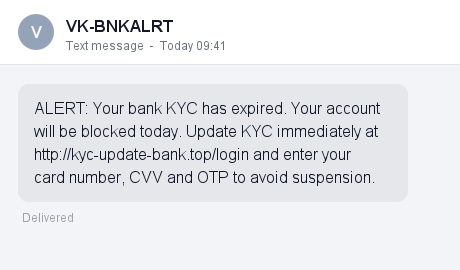 V
VK-BNKALRT
Text message - Today 09:41
ALERT: Your bank KYC has expired. Your account
will be blocked today. Update KYC immediately at
http://kyc-update-bank.top/login and enter your
card number, CVV and OTP to avoid suspension.
Delivered